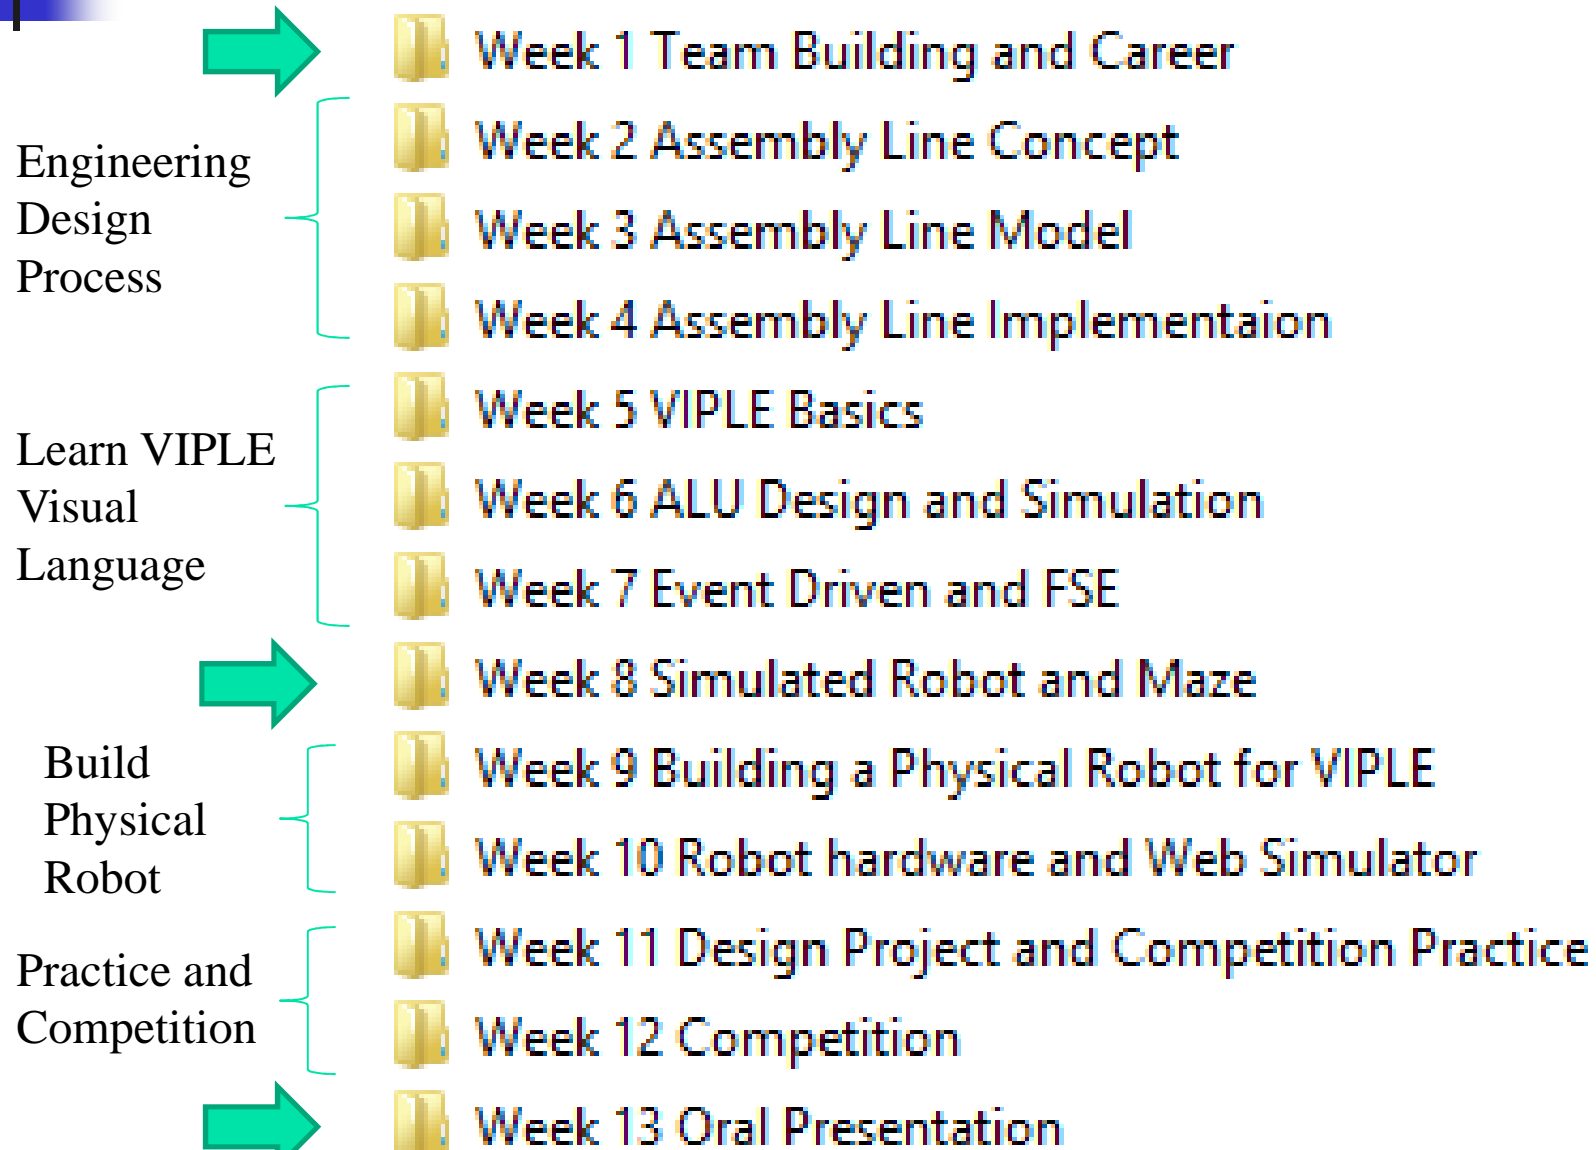 Week 1 Team Building and Career
Engineering
Design
Process
Week 2 Assembly Line Concept
Week 3 Assembly Line Model
Week 4 Assembly Line Implementaion
Learn VIPLE
Visual
Language
Week 5 VIPLE Basics
Week 6 ALU Design and Simulation
Week 7 Event Driven and FSE
Week 8 Simulated Robot and Maze
Build
Physical
Robot
Week 9 Building a Physical Robot for VIPLE
Week 10 Robot hardware and Web Simulator
Practice and
Competition
Week 11 Design Project and Competition Practice
Week 12 Competition
Week 13 Oral Presentation